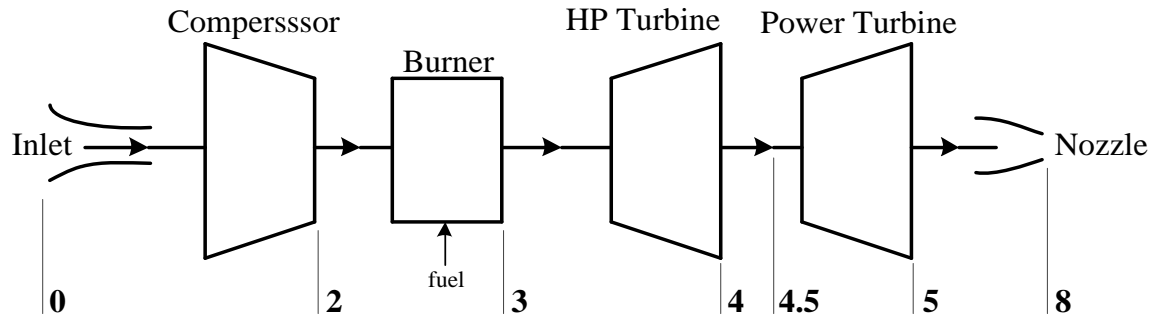 Compersssor
HP Turbine
Power Turbine
Burner
Inlet
Nozzle
fuel
0
2
3
4
4.5
5
8